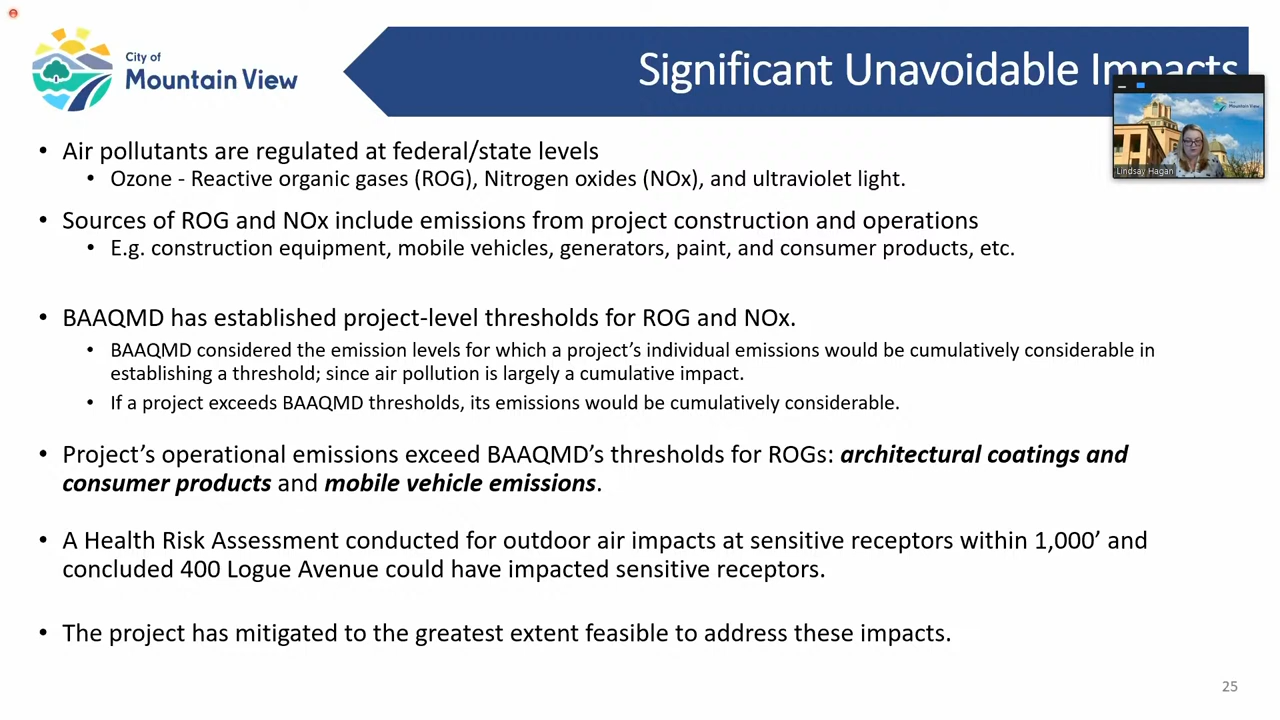 City of
Mountain View
Significant Unavoidable Impacts
Mountain View
Lindsay Hagan
• Air pollutants are regulated at federal/state levels
• Ozone - Reactive organic gases (ROG), Nitrogen oxides (NOx), and ultraviolet light.
• Sources of ROG and NOx include emissions from project construction and operations
• E.g. construction equipment, mobile vehicles, generators, paint, and consumer products, etc.
• BAAQMD has established project-level thresholds for ROG and NOx.
• BAAQMD considered the emission levels for which a project’s individual emissions would be cumulatively considerable in
establishing a threshold; since air pollution is largely a cumulative impact.
• If a project exceeds BAAQMD thresholds, its emissions would be cumulatively considerable.
• Project’s operational emissions exceed BAAQMD’s thresholds for ROGs: architectural coatings and
consumer products and mobile vehicle emissions.
• A Health Risk Assessment conducted for outdoor air impacts at sensitive receptors within 1,000’ and
concluded 400 Logue Avenue could have impacted sensitive receptors.
• The project has mitigated to the greatest extent feasible to address these impacts.
25